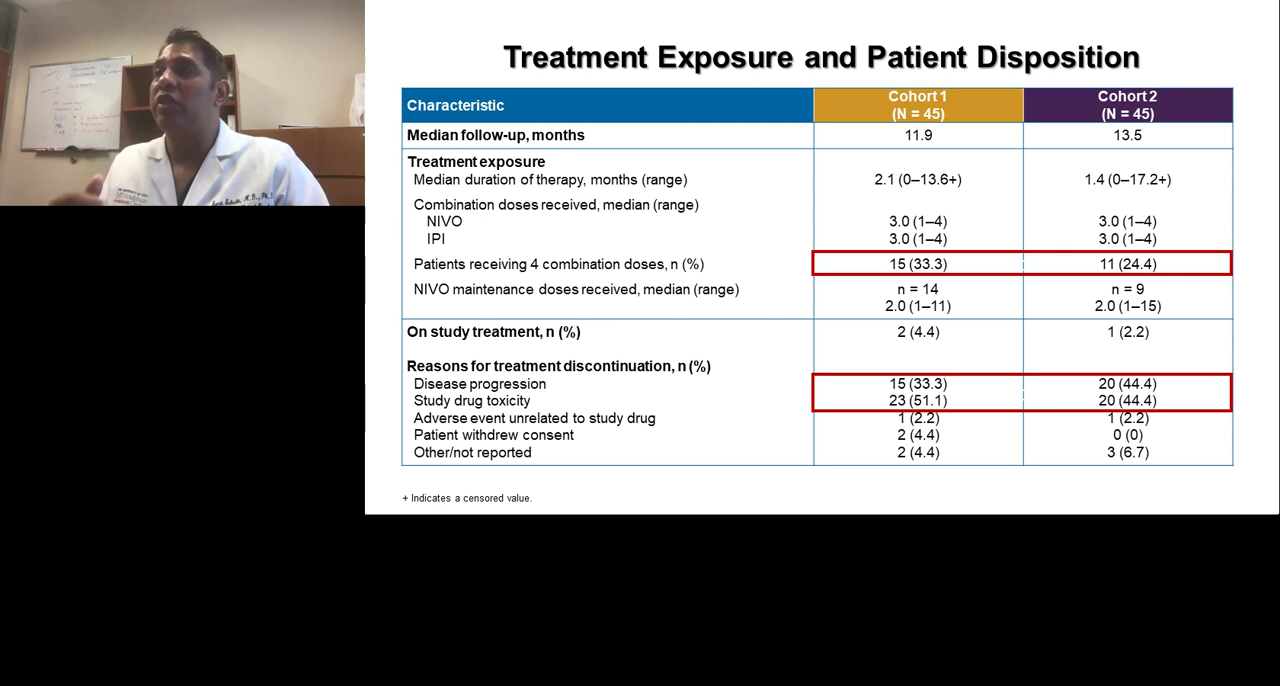 Treatment Exposure and Patient Disposition
Characteristic Cohort 1 (N = 45) Cohort 2 (N = 45)
Median follow-up, months 11.9 13.5
Treatment exposure
Median duration of therapy, months (range) 2.1 (0–13.6+) 1.4 (0–17.2+)
Combination doses received, median (range)
NIVO 3.0 (1–4) 3.0 (1–4)
IPI 3.0 (1–4) 3.0 (1–4)
Patients receiving 4 combination doses, n (%) 15 (33.3) 11 (24.4)
NIVO maintenance doses received, median (range) n = 14 n = 9
2.0 (1–11) 2.0 (1–15)
On study treatment, n (%) 2 (4.4) 1 (2.2)
Reasons for treatment discontinuation, n (%)
Disease progression 15 (33.3) 20 (44.4)
Study drug toxicity 23 (51.1) 20 (44.4)
Adverse event unrelated to study drug 1 (2.2) 1 (2.2)
Patient withdrew consent 2 (4.4) 0 (0)
Other/not reported 2 (4.4) 3 (6.7)
+ Indicates a censored value.